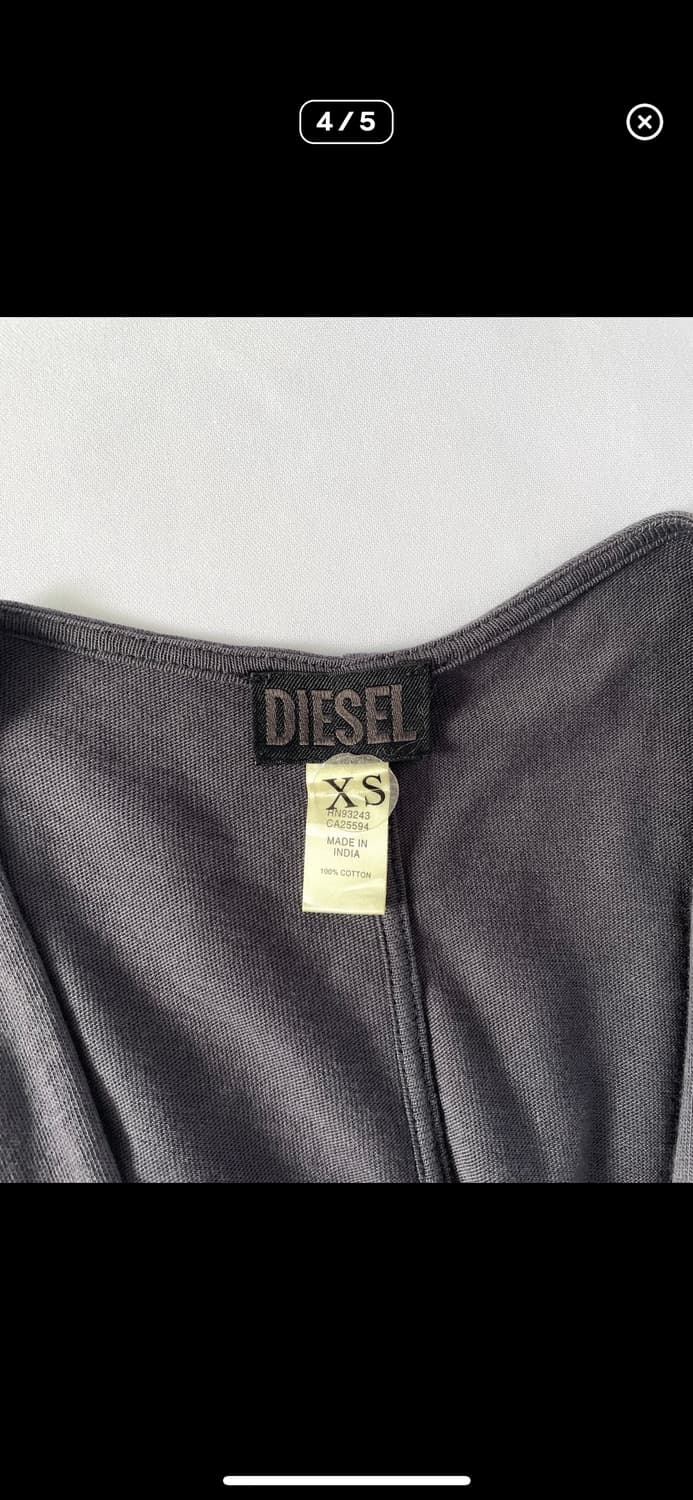 4/5
DIESEL
XS
RN93243
CA25594
MADE IN
INDIA
100% COTTON